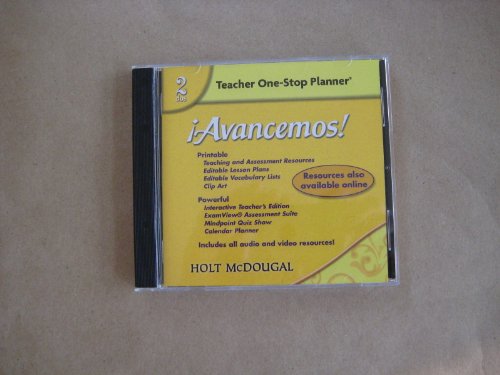 2
dos
Teacher One-Stop Planner®
¡Avancemos!
Printable
Teaching and Assessment Resources
Editable Lesson Plans
Editable Vocabulary Lists
Clip Art
Resources also
available online
Powerful
Interactive Teacher's Edition
ExamView® Assessment Suite
Mindpoint Quiz Show
Calendar Planner
Includes all audio and video resources!
HOLT McDOUGAL